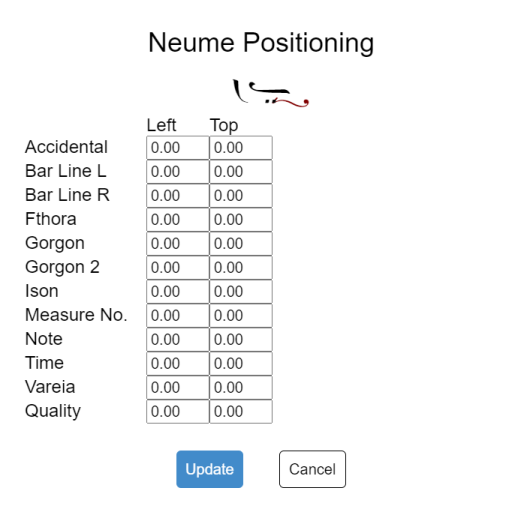 Neume Positioning
Left Top
Accidental 0.00 0.00
Bar Line L 0.00 0.00
Bar Line R 0.00 0.00
Fthora 0.00 0.00
Gorgon 0.00 0.00
Gorgon 2 0.00 0.00
Ison 0.00 0.00
Measure No. 0.00 0.00
Note 0.00 0.00
Time 0.00 0.00
Vareia 0.00 0.00
Quality 0.00 0.00
Update Cancel